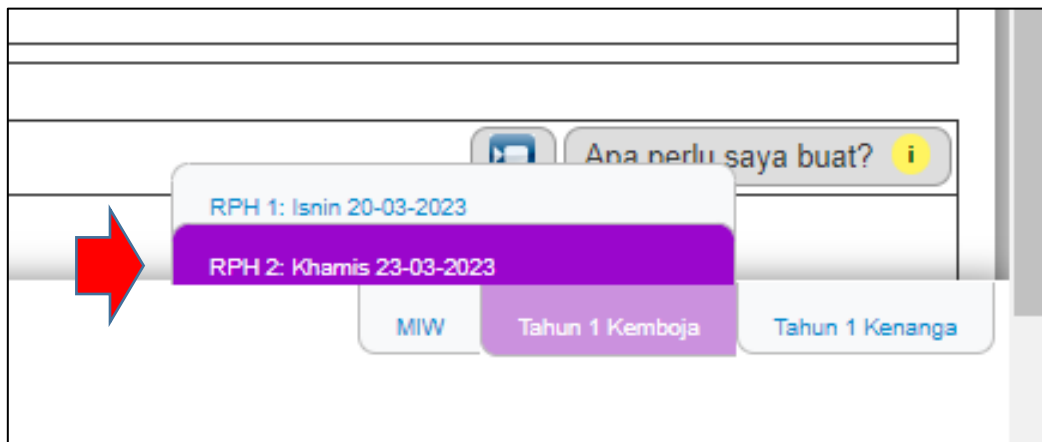 Apa perlu saya buat? i
RPH 1: Isnin 20-03-2023
RPH 2: Khamis 23-03-2023
MIW Tahun 1 Kemboja Tahun 1 Kenanga